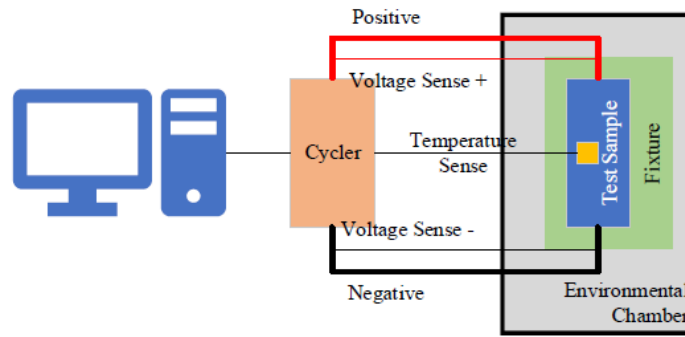 Positive
Voltage Sense +
Cycler
Temperature
Sense
Test Sample
Fixture
Voltage Sense -
Negative
Environmental
Chamber